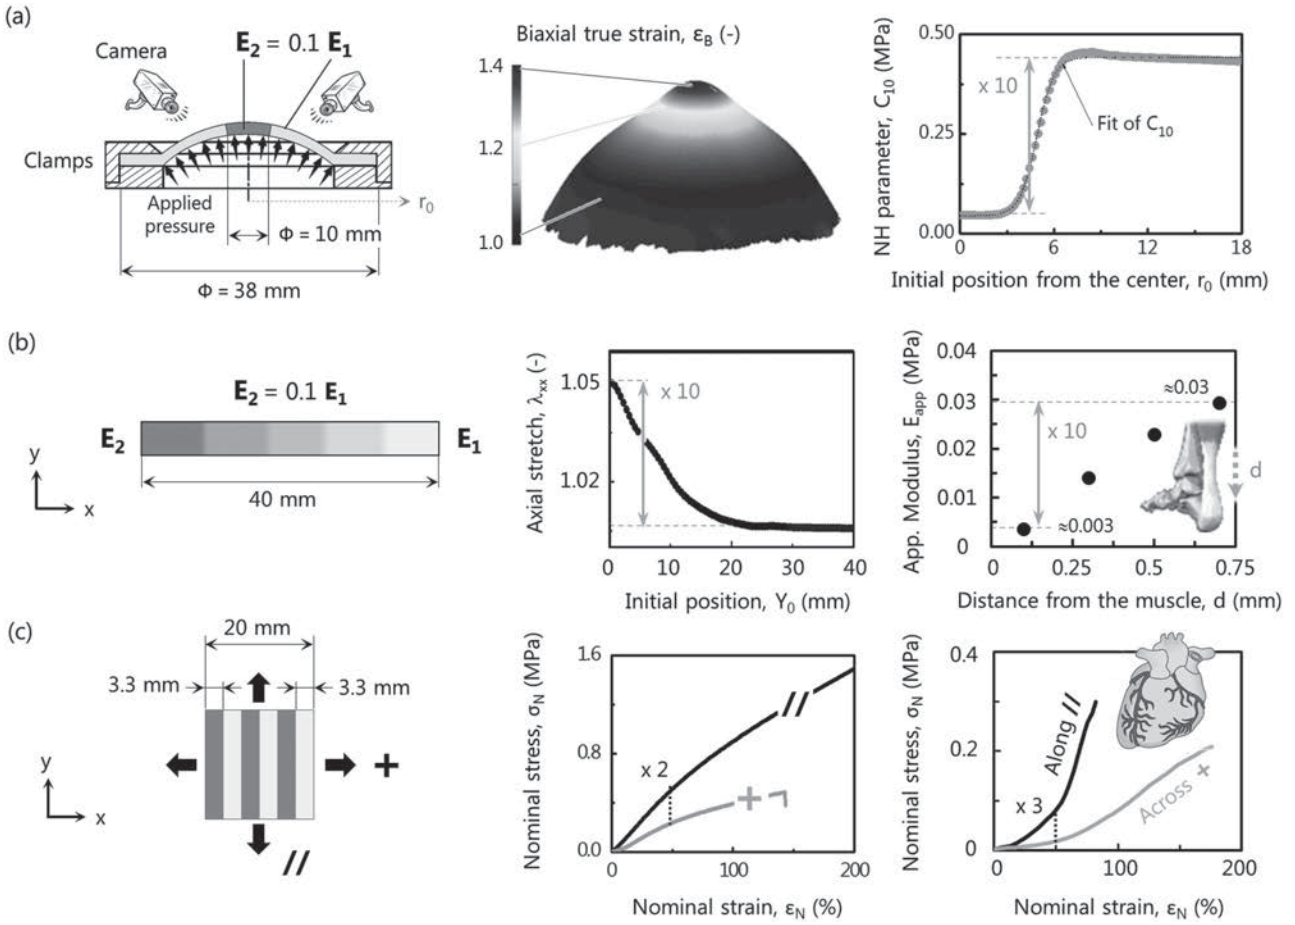 (a)
Camera
E₂ = 0.1 E₁
Clamps
Applied
pressure
r₀
Φ = 10 mm
Φ = 38 mm
Biaxial true strain, ε_B (-)
1.4
1.2
1.0
NH parameter, C₁₀ (MPa)
0.50
0.25
0.00
x 10
Fit of C₁₀
0
6
12
18
Initial position from the center, r₀ (mm)
(b)
E₂ = 0.1 E₁
E₂
E₁
40 mm
y
x
Axial stretch, λₓₓ (-)
1.05
1.02
x 10
0
10
20
30
40
Initial position, Y₀ (mm)
App. Modulus, E_app (MPa)
0.04
0.03
0.02
0.01
0
≈0.03
x 10
≈0.003
d
0
0.25
0.5
0.75
Distance from the muscle, d (mm)
(c)
20 mm
3.3 mm
3.3 mm
+
//
y
x
Nominal stress, σ_N (MPa)
1.6
0.8
0.0
x 2
//
+
0
100
200
Nominal strain, ε_N (%)
Nominal stress, σ_N (MPa)
0.4
0.2
0
Along //
x 3
Across +
0
100
200
Nominal strain, ε_N (%)